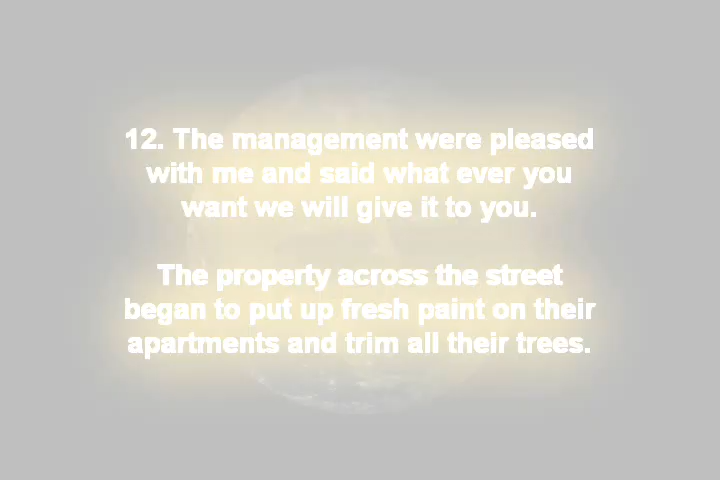 12. The management were pleased
with me and said what ever you
want we will give it to you.
The property across the street
began to put up fresh paint on their
apartments and trim all their trees.